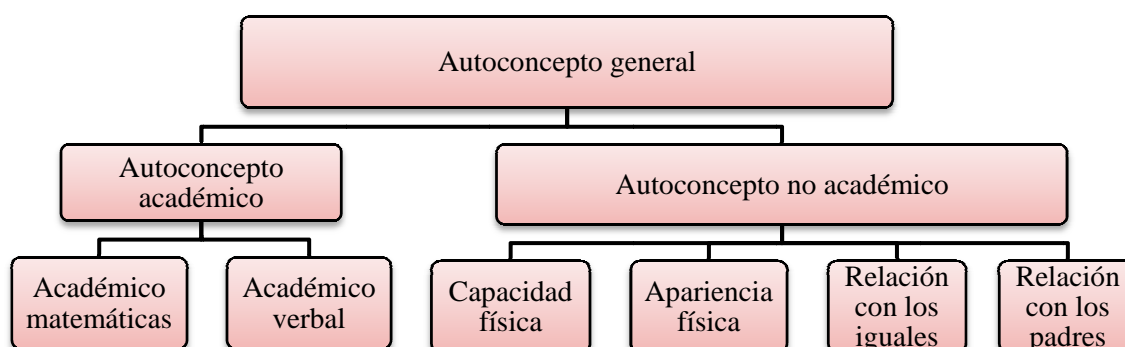 Autoconcepto general
Autoconcepto
académico
Autoconcepto no académico
Académico
matemáticas
Académico
verbal
Capacidad
física
Apariencia
física
Relación
con los
iguales
Relación
con los
padres